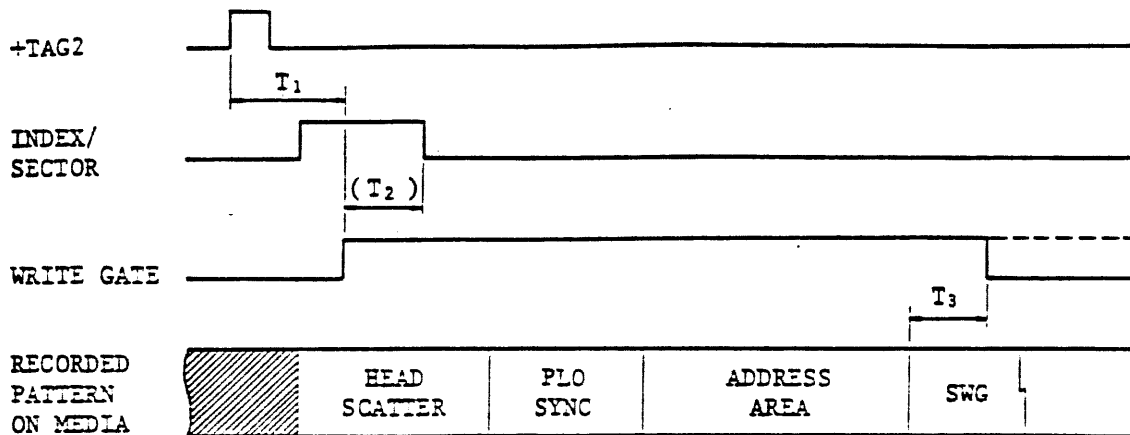 +TAG2
T1
INDEX/
SECTOR
(T2)
WRITE GATE
T3
RECORDED
PATTERN
ON MEDIA
HEAD
SCATTER
PLO
SYNC
ADDRESS
AREA
SWG